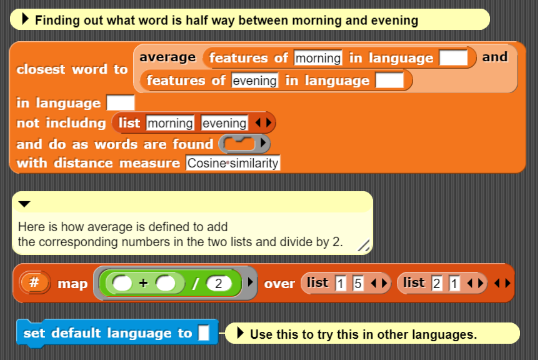 Finding out what word is half way between morning and evening
closest word to average features of morning in language and
features of evening in language
in language
not includng list morning evening
and do as words are found
with distance measure Cosine similarity
Here is how average is defined to add
the corresponding numbers in the two lists and divide by 2.
# map + / 2 over list 1 5 list 2 1
set default language to Use this to try this in other languages.